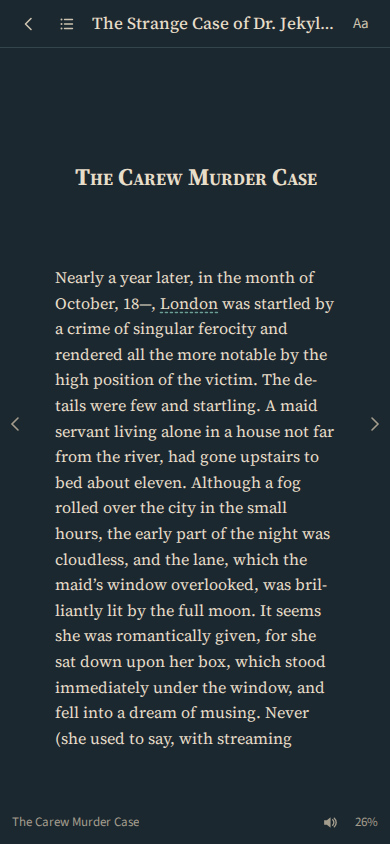 The Strange Case of Dr. Jekyl...
Aa
The Carew Murder Case
Nearly a year later, in the month of
October, 18—, London was startled by
a crime of singular ferocity and
rendered all the more notable by the
high position of the victim. The de-
tails were few and startling. A maid
servant living alone in a house not far
from the river, had gone upstairs to
bed about eleven. Although a fog
rolled over the city in the small
hours, the early part of the night was
cloudless, and the lane, which the
maid’s window overlooked, was bril-
liantly lit by the full moon. It seems
she was romantically given, for she
sat down upon her box, which stood
immediately under the window, and
fell into a dream of musing. Never
(she used to say, with streaming
The Carew Murder Case
26%